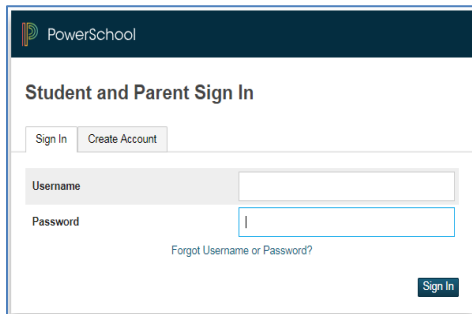 PowerSchool
Student and Parent Sign In
Sign In Create Account
Username
Password
Forgot Username or Password?
Sign In